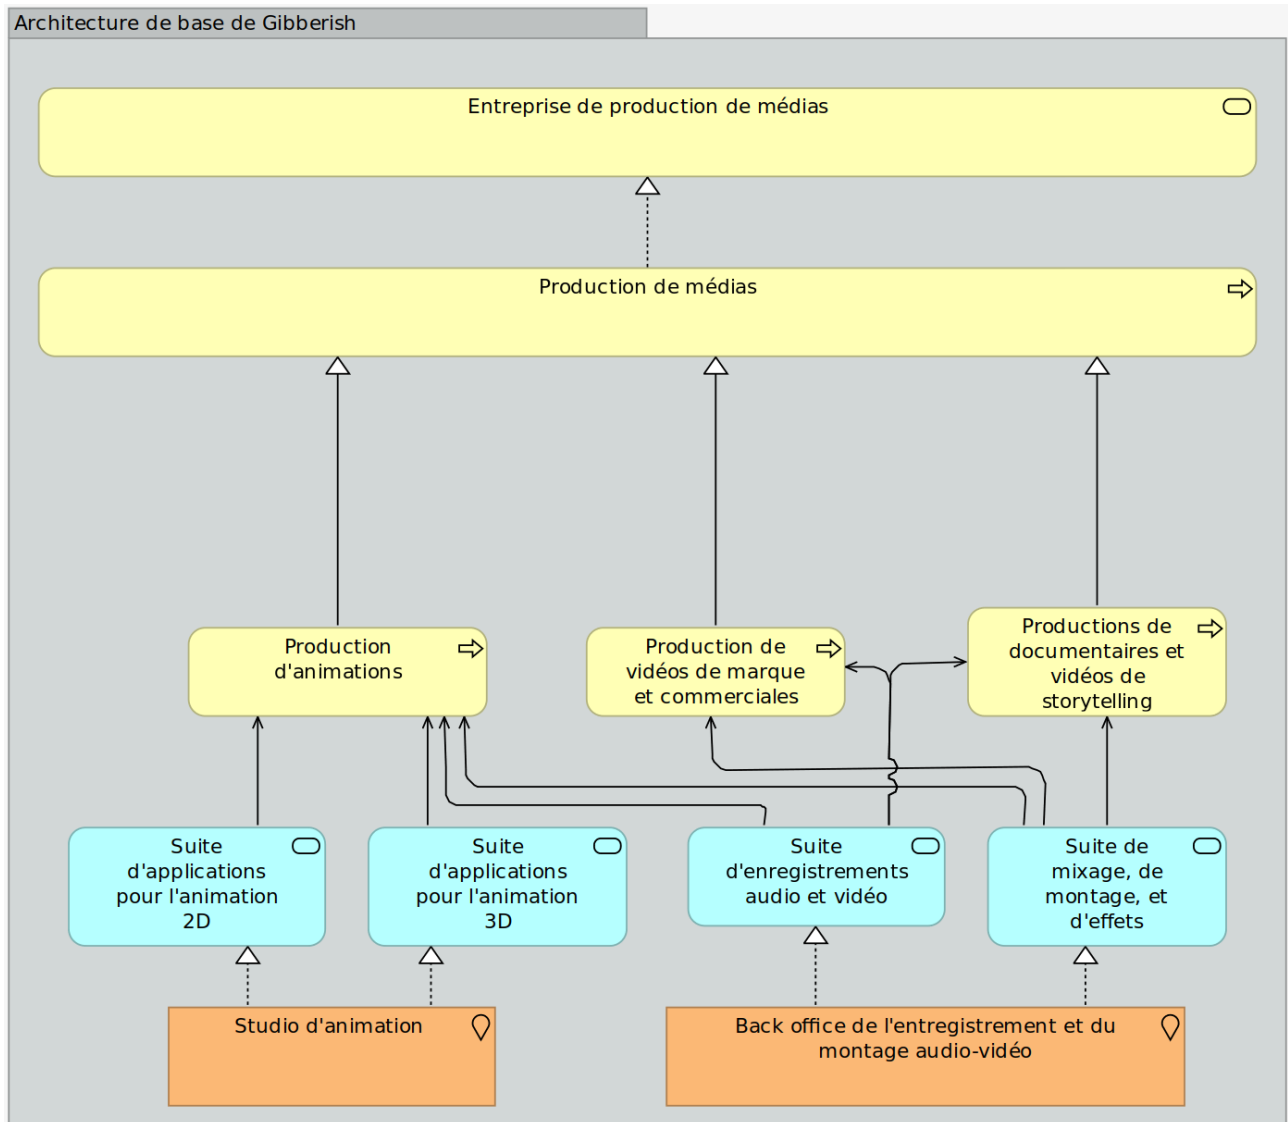 Architecture de base de Gibberish
Entreprise de production de médias
Production de médias
Production
d'animations
Production de
vidéos de marque
et commerciales
Productions de
documentaires et
vidéos de
storytelling
Suite
d'applications
pour l'animation
2D
Suite
d'applications
pour l'animation
3D
Suite
d'enregistrements
audio et vidéo
Suite de
mixage, de
montage, et
d'effets
Studio d'animation
Back office de l'entregistrement et du
montage audio-vidéo